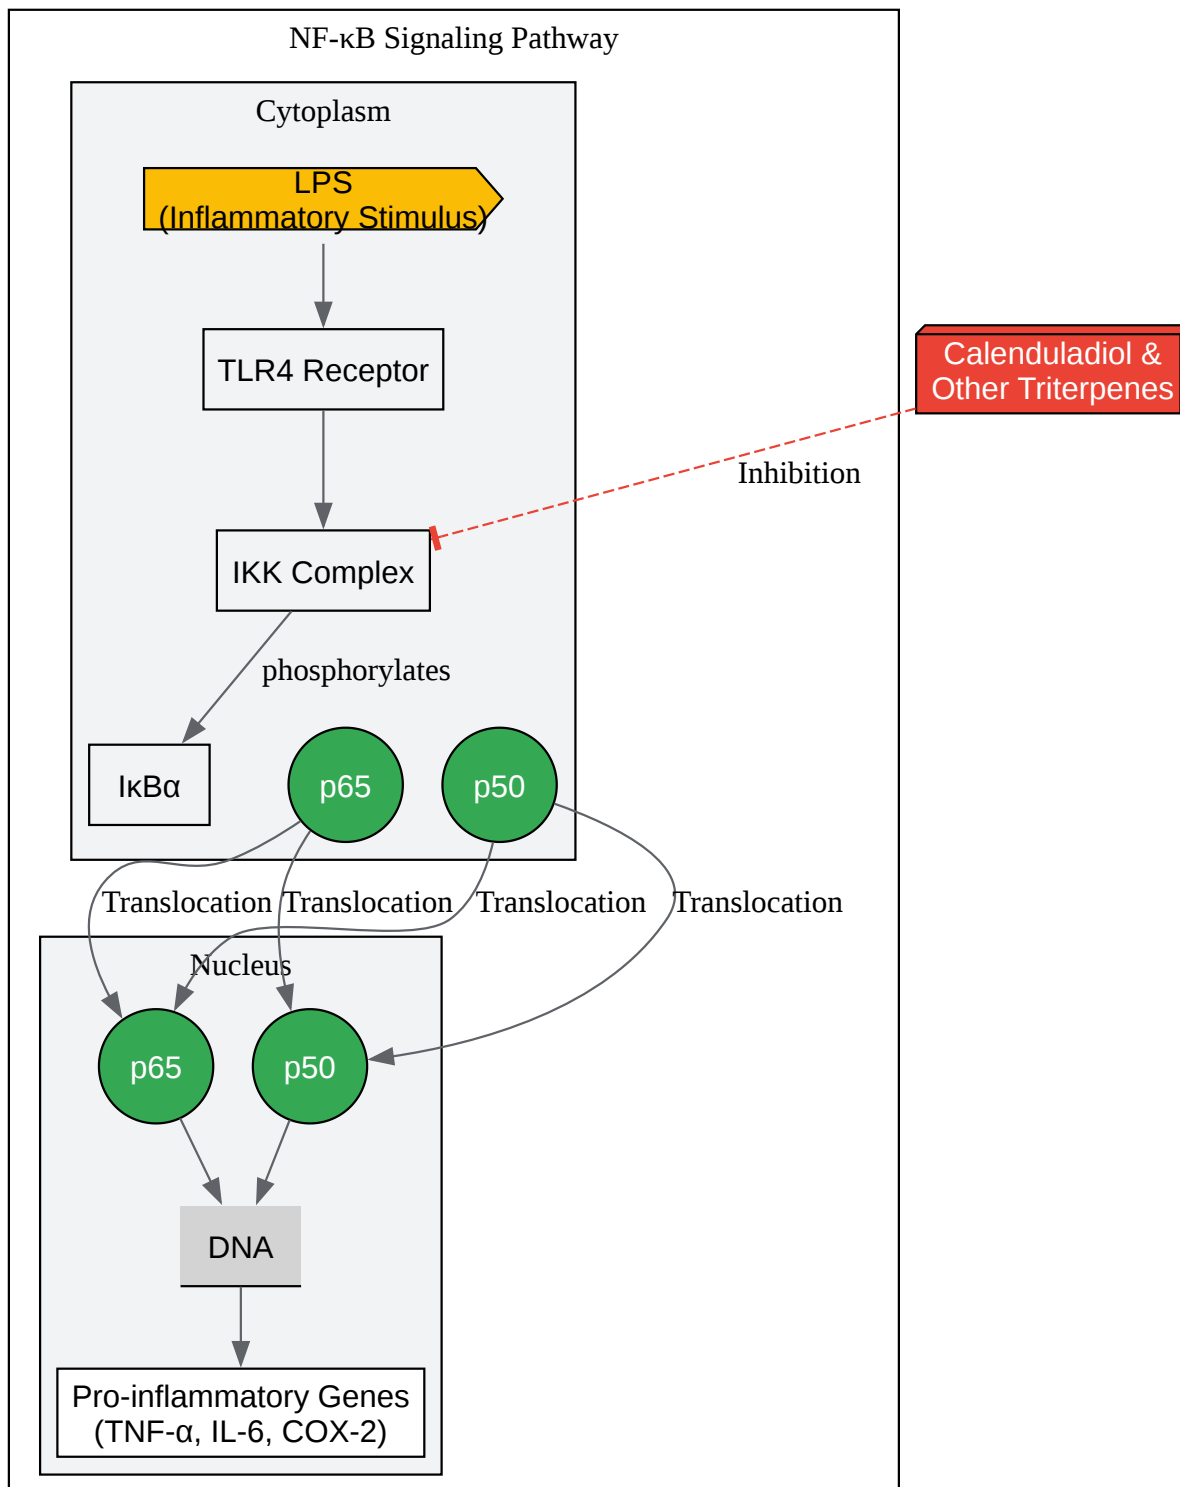 NF-κB Signaling Pathway
Cytoplasm
LPS
(Inflammatory Stimulus)
TLR4 Receptor
Calenduladiol &
Other Triterpenes
Inhibition
IKK Complex
phosphorylates
IκBα
p65
p50
Translocation
Translocation
Translocation
Translocation
Nucleus
p65
p50
DNA
Pro-inflammatory Genes
(TNF-α, IL-6, COX-2)